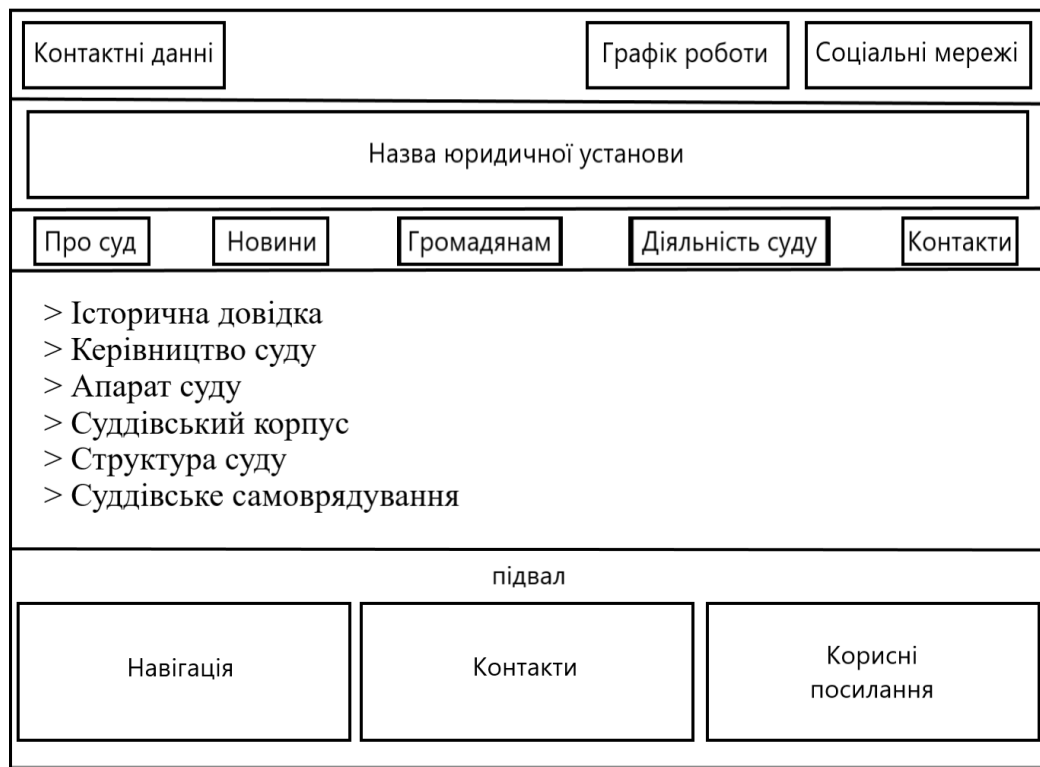 Контактні данні
Графік роботи
Соціальні мережі
Назва юридичної установи
Про суд
Новини
Громадянам
Діяльність суду
Контакти
> Історична довідка
> Керівництво суду
> Апарат суду
> Суддівський корпус
> Структура суду
> Суддівське самоврядування
підвал
Навігація
Контакти
Корисні
посилання